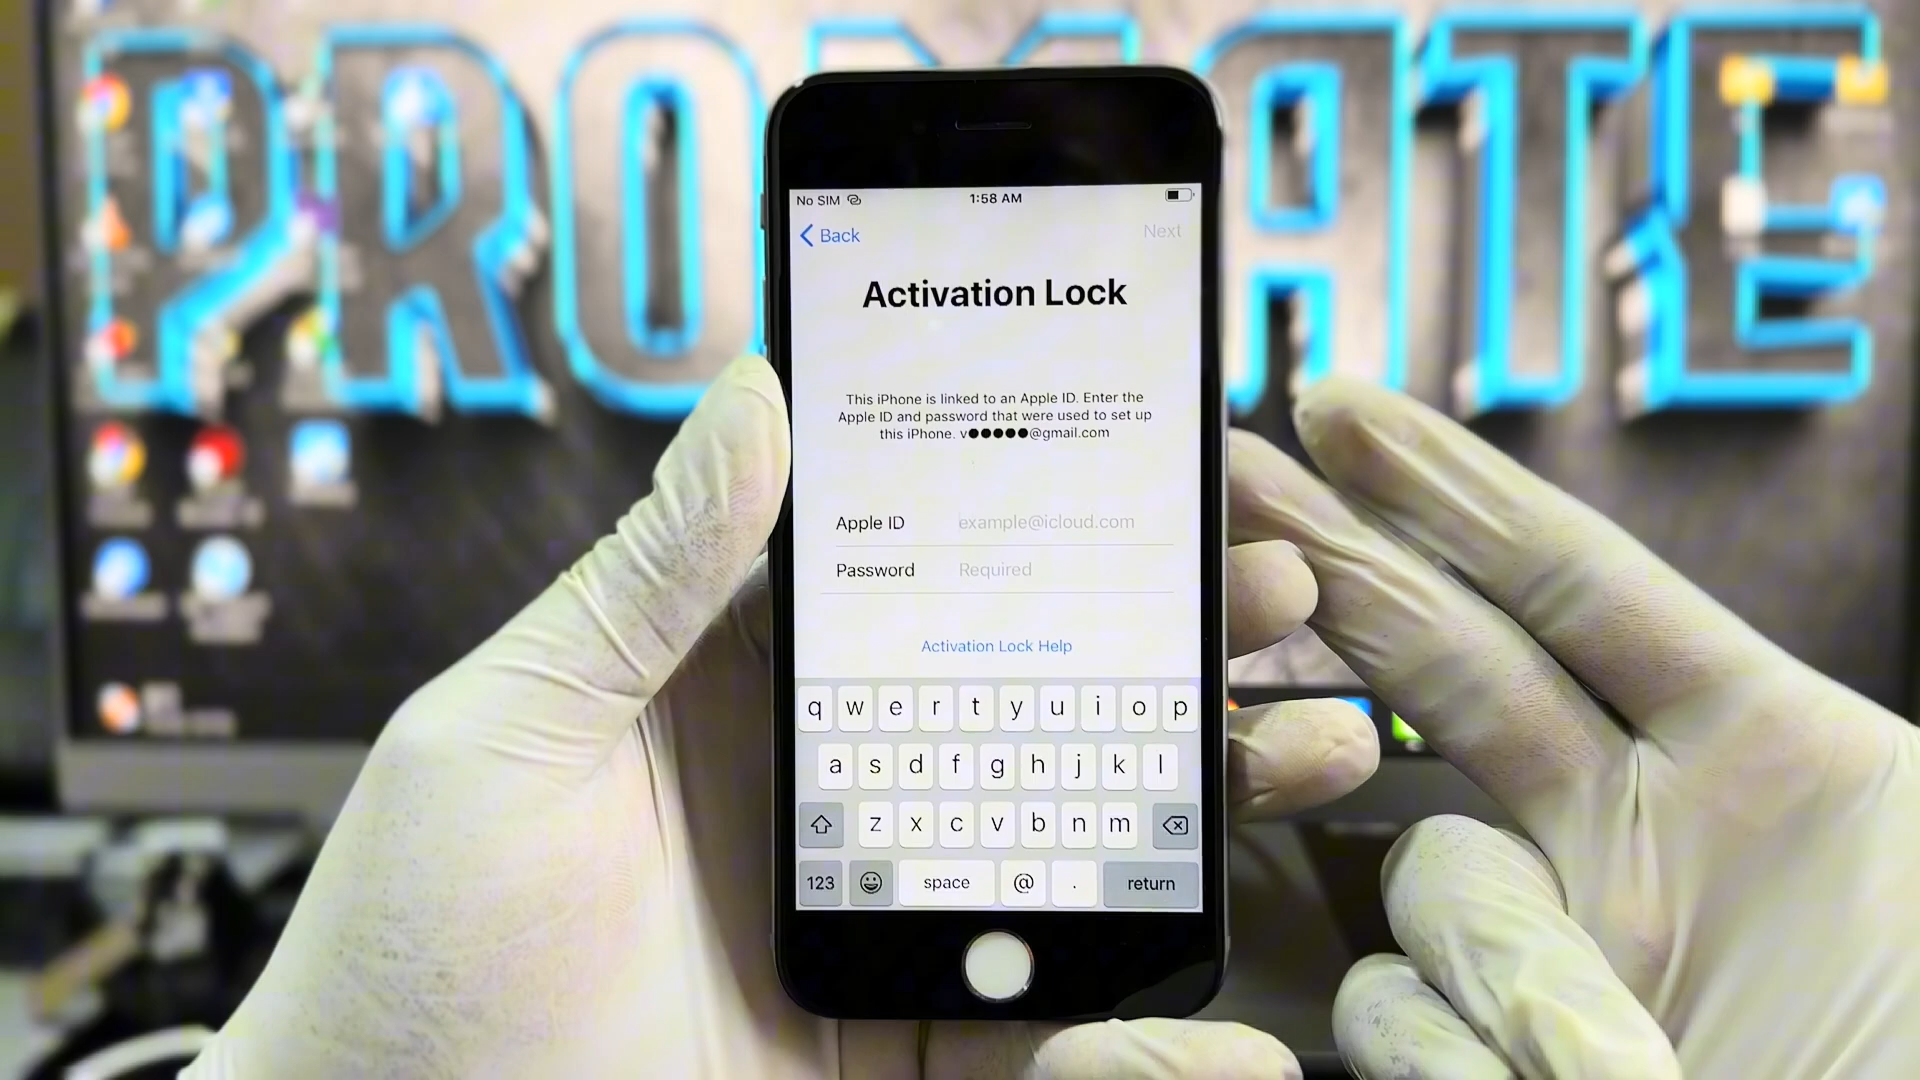 PROMATE
No SIM 1:58 AM
Back Next
Activation Lock
This iPhone is linked to an Apple ID. Enter the
Apple ID and password that were used to set up
this iPhone. v●●●●●@gmail.com
Apple ID example@icloud.com
Password Required
Activation Lock Help
q w e r t y u i o p
a s d f g h j k l
z x c v b n m
123 space @ . return